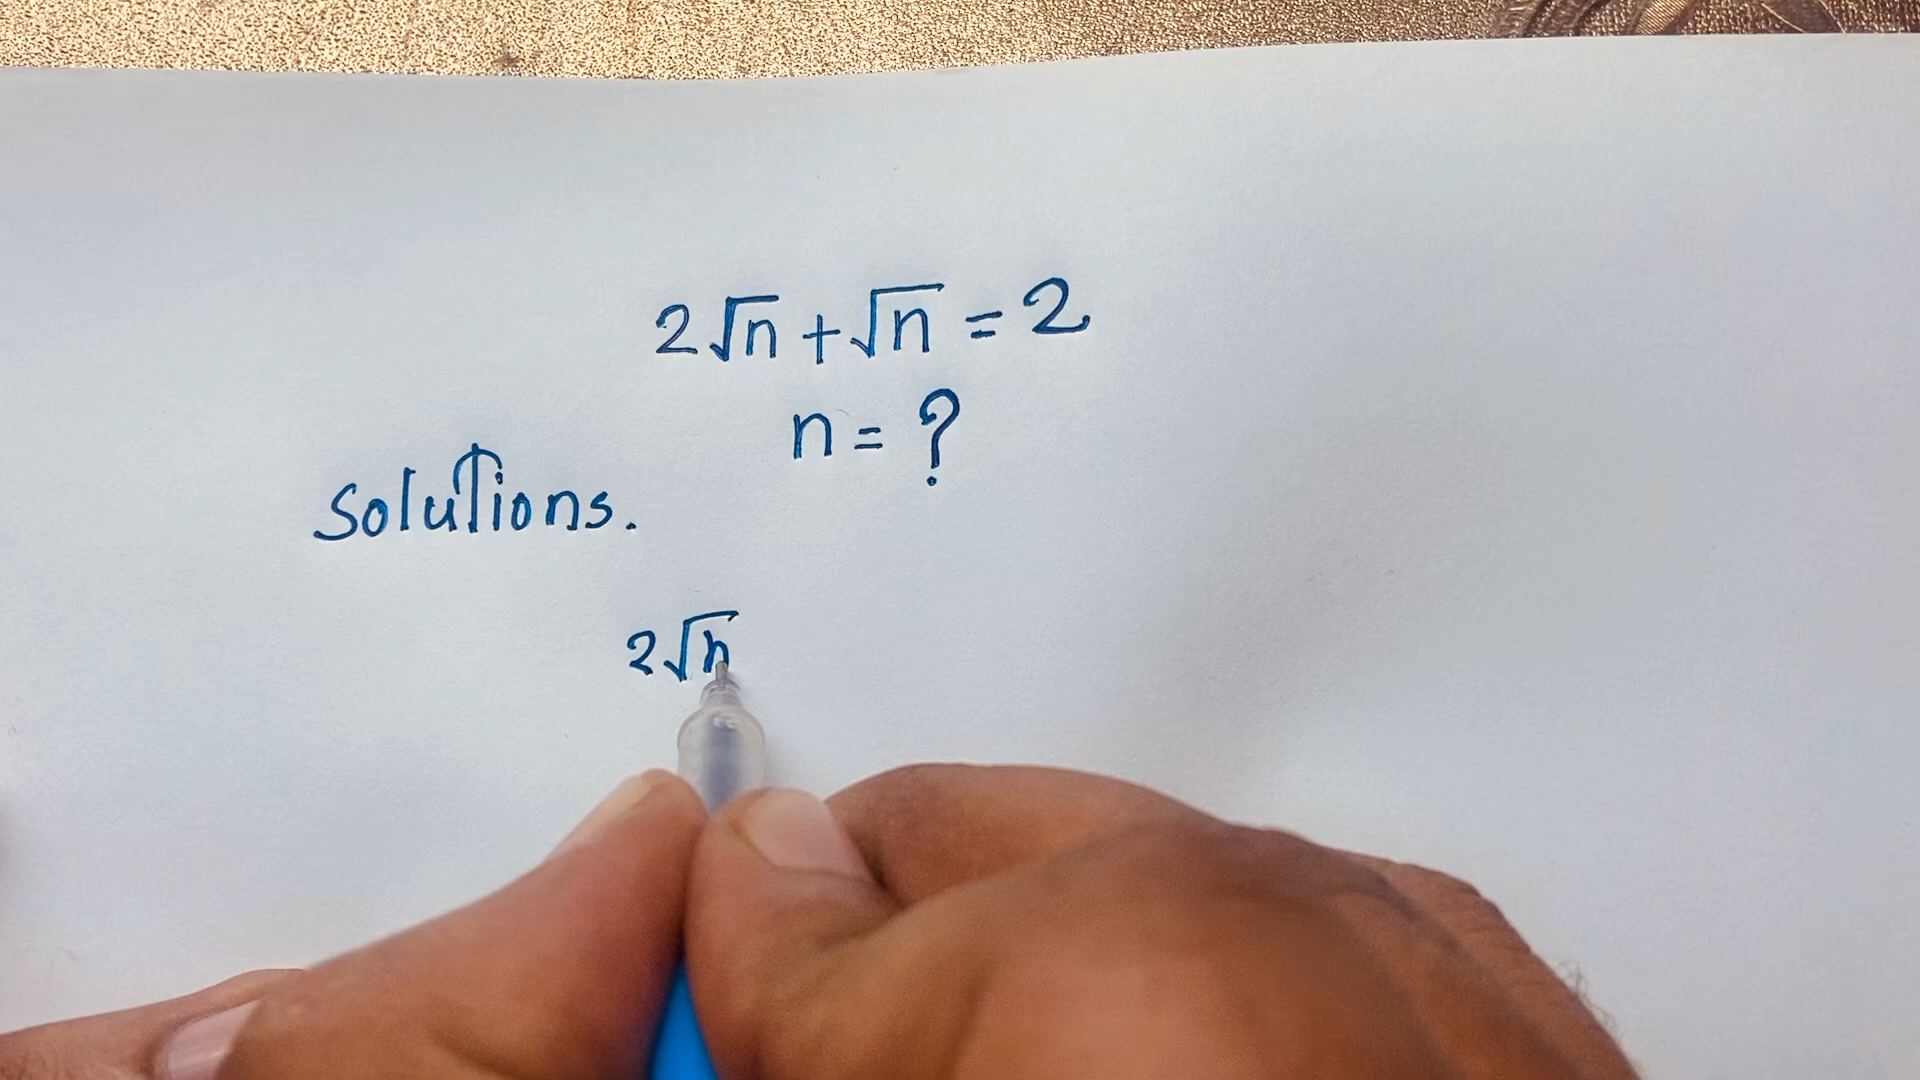 2√n + √n = 2
n = ?
Solutions.
2√n